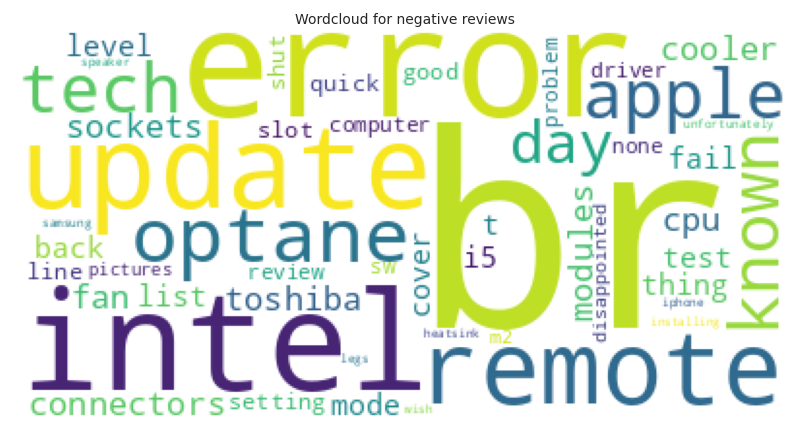 Wordcloud for negative reviews
level
speaker
tech
error
shut
quick
good
problem
cooler
driver
apple
sockets
slot
computer
unfortunately
update
day
none
fail
known
br
optane
t
i5
modules
disappointed
cpu
test
thing
samsung
back
line
pictures
review
sw
cover
fan
list
toshiba
iphone
installing
intel
heatsink
m2
legs
remote
connectors
setting
mode
wish